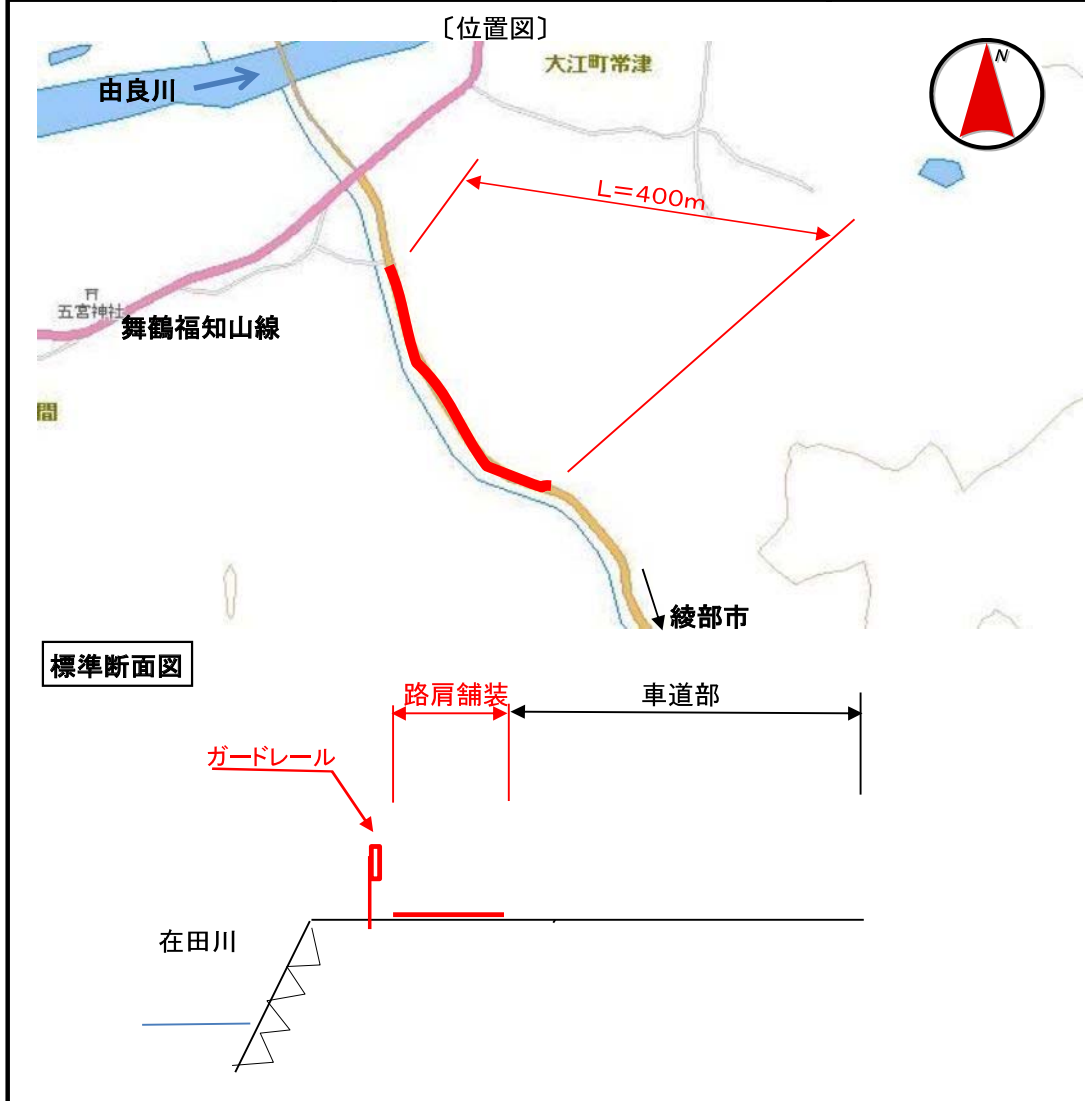 〔位置図〕
大江町常津
N
由良川
L=400m
五宮神社
舞鶴福知山線
間
綾部市
標準断面図
路肩舗装
車道部
ガードレール
在田川